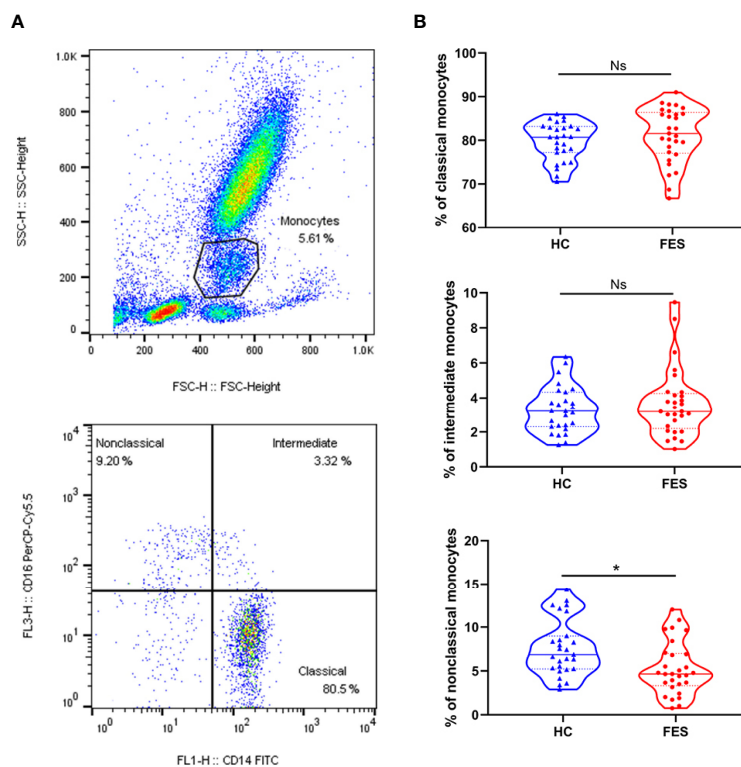 A
1.0K
800
600
400
200
0
SSC-H :: SSC-Height
Monocytes
5.61 %
0 200 400 600 800 1.0K
FSC-H :: FSC-Height
10^4
10^3
10^2
10^1
10^0
FL3-H :: CD16 PerCP-Cy5.5
Nonclassical
9.20 %
Intermediate
3.32 %
Classical
80.5 %
10^0 10^1 10^2 10^3 10^4
FL1-H :: CD14 FITC
B
% of classical monocytes
100
90
80
70
60
Ns
HC FES
% of intermediate monocytes
10
8
6
4
2
0
Ns
HC FES
% of nonclassical monocytes
20
15
10
5
0
*
HC FES